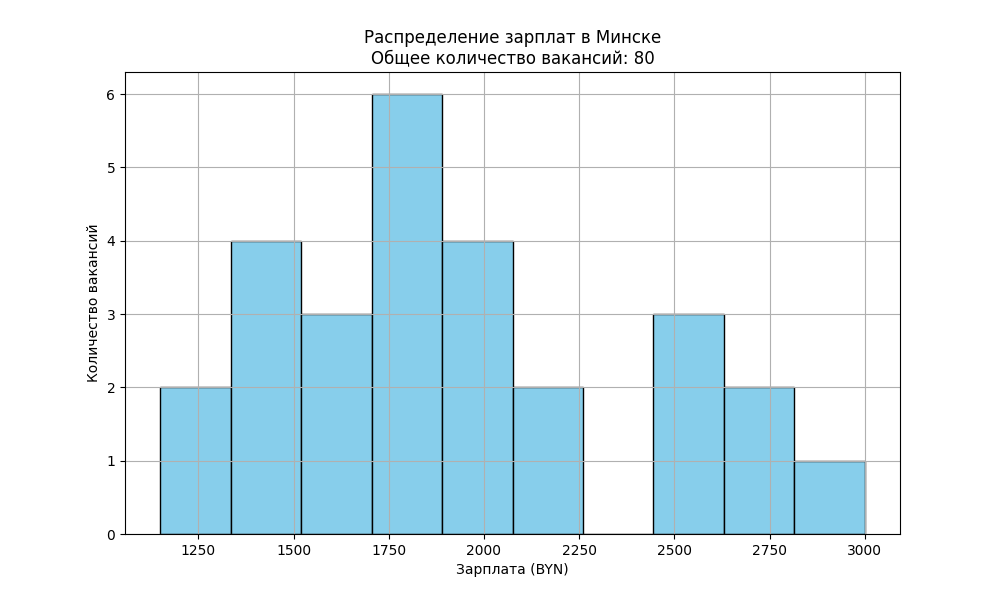 Распределение зарплат в Минске
Общее количество вакансий: 80
6
5
4
3
2
1
0
Количество вакансий
1250 1500 1750 2000 2250 2500 2750 3000
Зарплата (BYN)